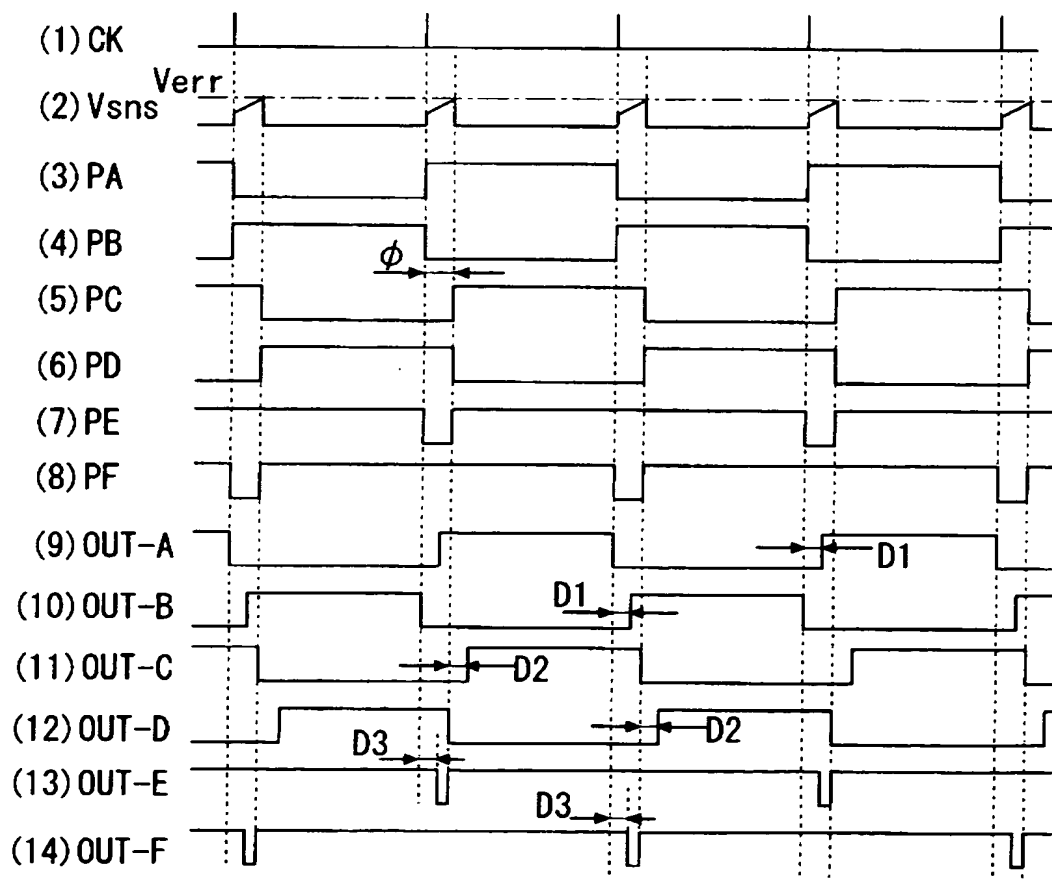 (1) CK
Verr
(2) Vsns
(3) PA
(4) PB
ϕ
(5) PC
(6) PD
(7) PE
(8) PF
(9) OUT-A
D1
(10) OUT-B
D1
(11) OUT-C
D2
(12) OUT-D
D2
D3
(13) OUT-E
D3
(14) OUT-F